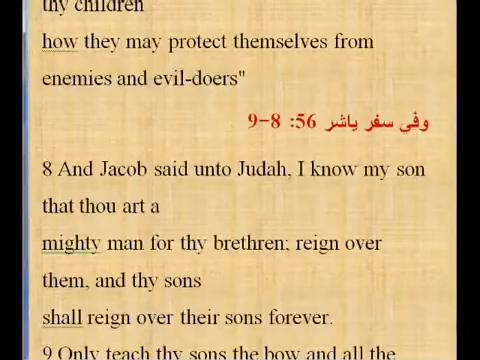 thy children
how they may protect themselves from
enemies and evil-doers"
وفي سفر ياشر 56: 8-9
8 And Jacob said unto Judah, I know my son
that thou art a
mighty man for thy brethren; reign over
them, and thy sons
shall reign over their sons forever.
9 Only teach thy sons the bow and all the